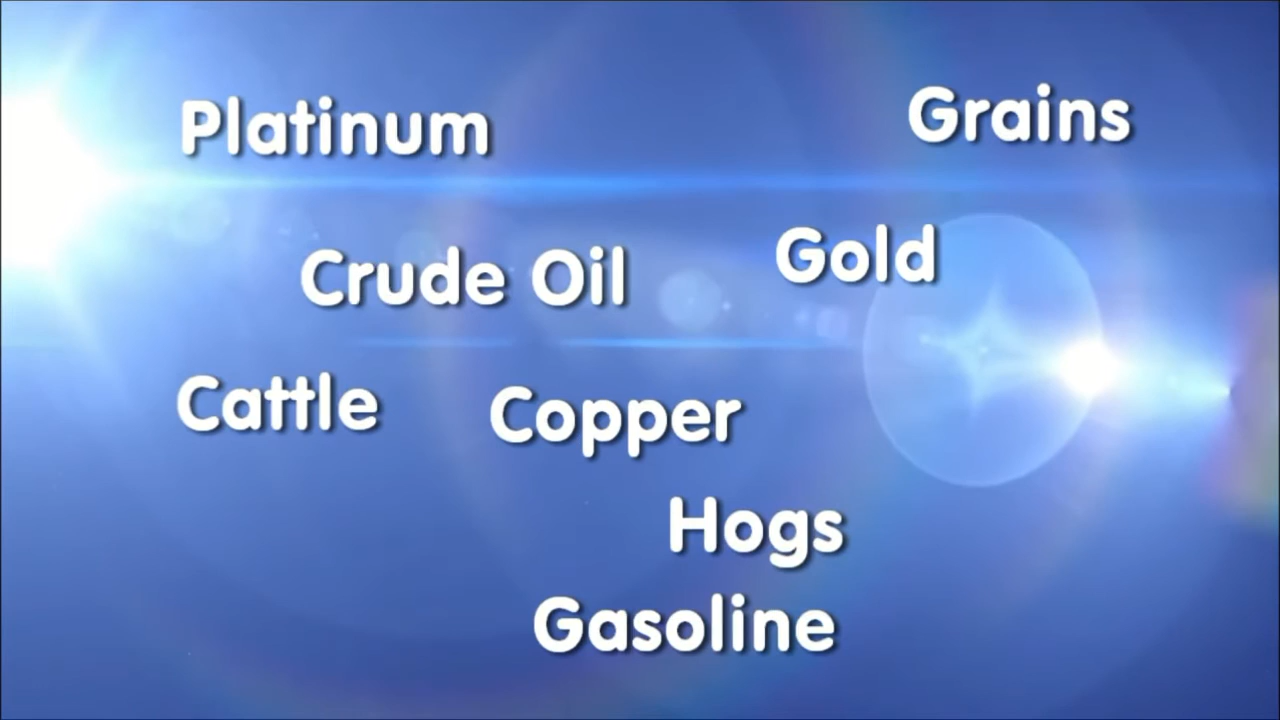 Platinum
Grains
Crude Oil
Gold
Cattle
Copper
Hogs
Gasoline